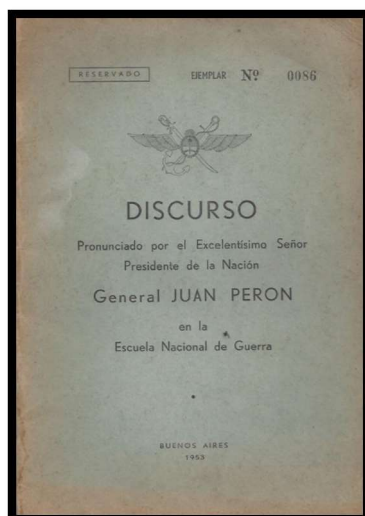 RESERVADO EJEMPLAR Nº 0086
DISCURSO
Pronunciado por el Excelentísimo Señor
Presidente de la Nación
General JUAN PERON
en la
Escuela Nacional de Guerra
BUENOS AIRES
1953